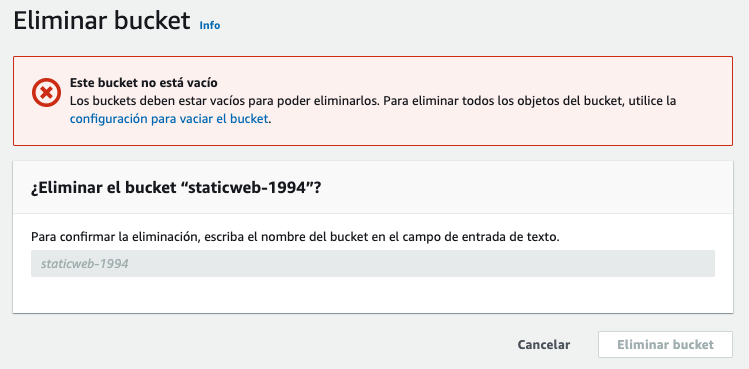 Eliminar bucket Info
Este bucket no está vacío
Los buckets deben estar vacíos para poder eliminarlos. Para eliminar todos los objetos del bucket, utilice la
configuración para vaciar el bucket.
¿Eliminar el bucket “staticweb-1994”?
Para confirmar la eliminación, escriba el nombre del bucket en el campo de entrada de texto.
staticweb-1994
Cancelar Eliminar bucket